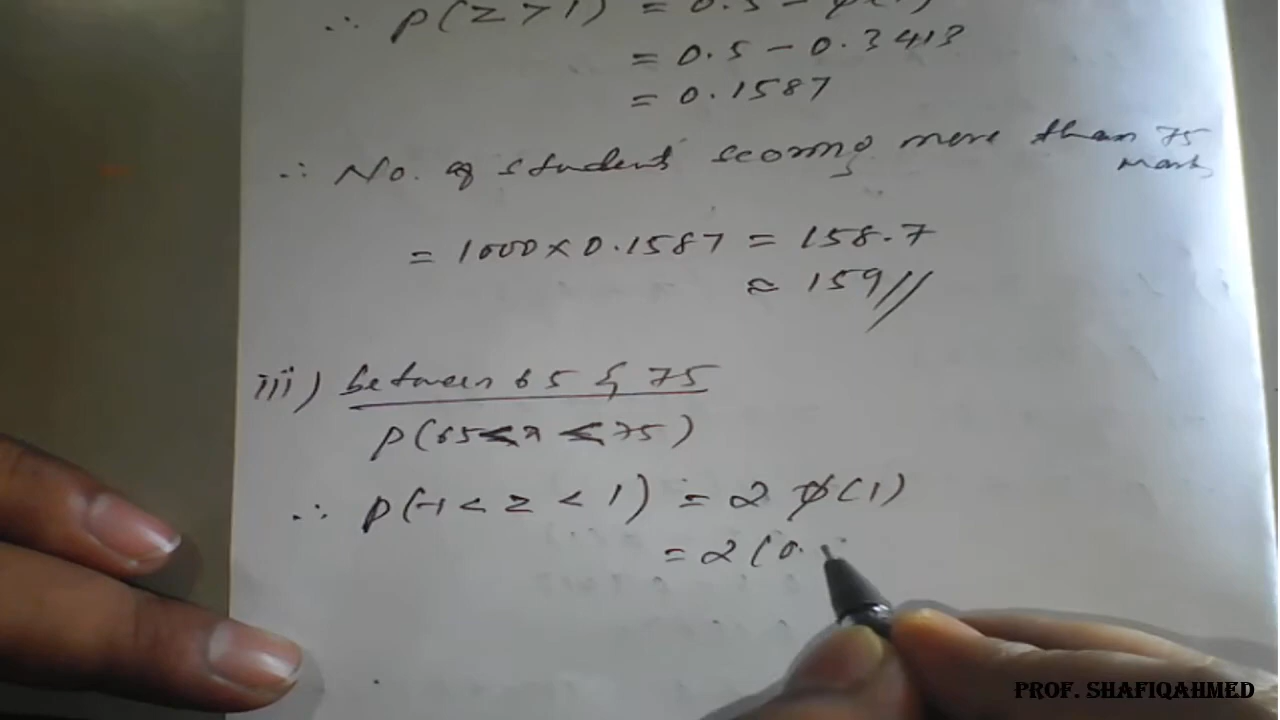 ∴ P(Z > 1) = 0.5 - φ(1)
= 0.5 - 0.3413
= 0.1587
∴ No. of student scoring more than 75
marks
= 1000 × 0.1587 = 158.7
≈ 159//
iii) between 65 & 75
P(65 < x < 75)
∴ P(-1 < z < 1) = 2 φ(1)
= 2 (0.
PROF. SHAFIQAHMED